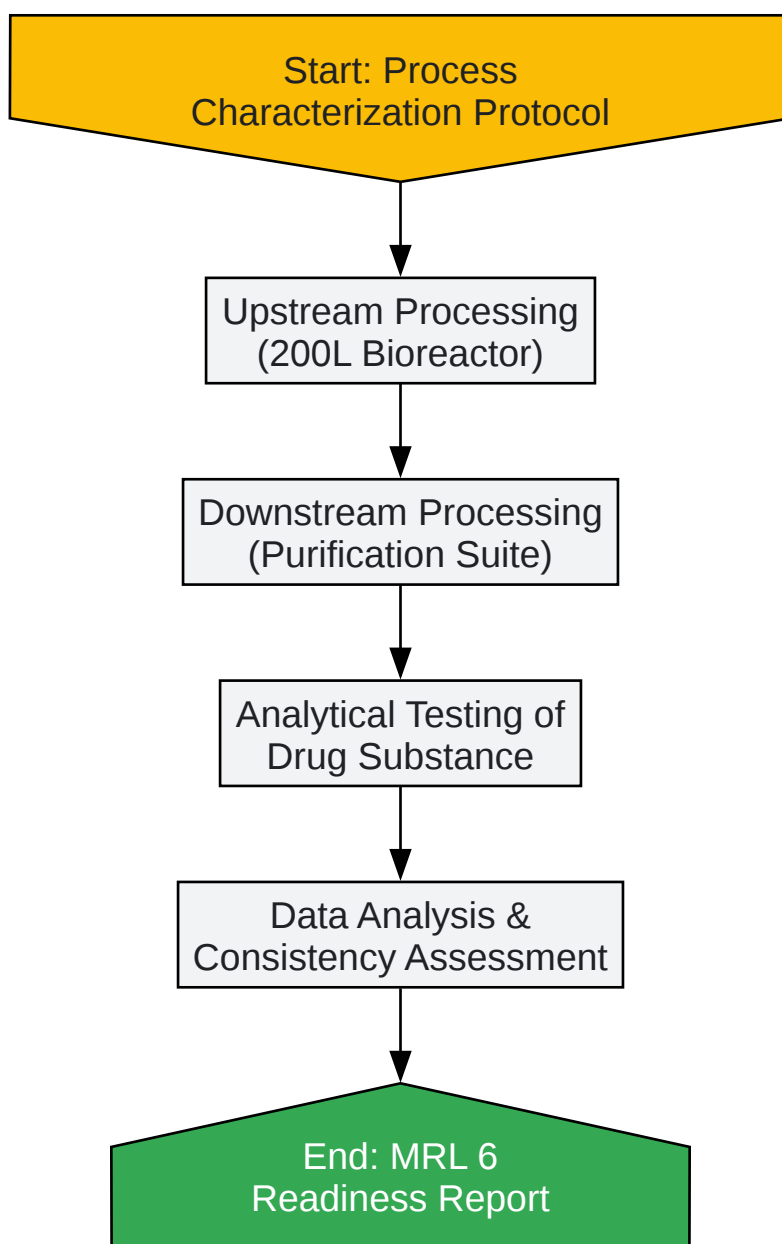 Start: Process
Characterization Protocol
Upstream Processing
(200L Bioreactor)
Downstream Processing
(Purification Suite)
Analytical Testing of
Drug Substance
Data Analysis &
Consistency Assessment
End: MRL 6
Readiness Report